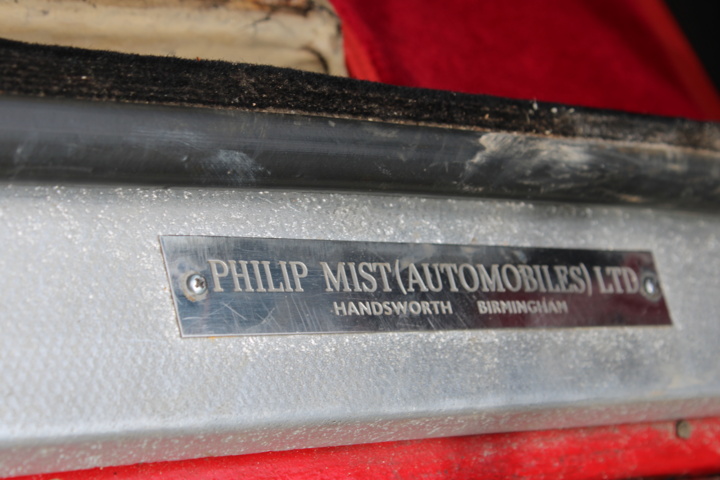 PHILIP MIST (AUTOMOBILES) LTD
HANDSWORTH BIRMINGHAM